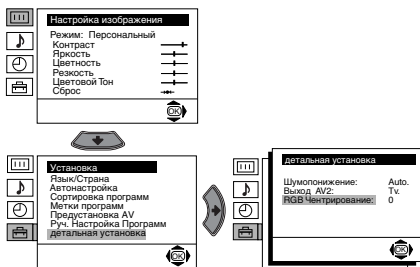 Настройка изображения
Режим: Персональный
Контраст
Яркость
Цветность
Резкость
Цветовой Тон
Сброс
OK
Установка
Язык/Страна
Автонастройка
Сортировка программ
Метки программ
Предустановка AV
Руч. Настройка Программ
детальная установка
OK
детальная установка
Шумопонижение: Auto.
Выход AV2: Tv.
RGB Чентрирование: 0
OK